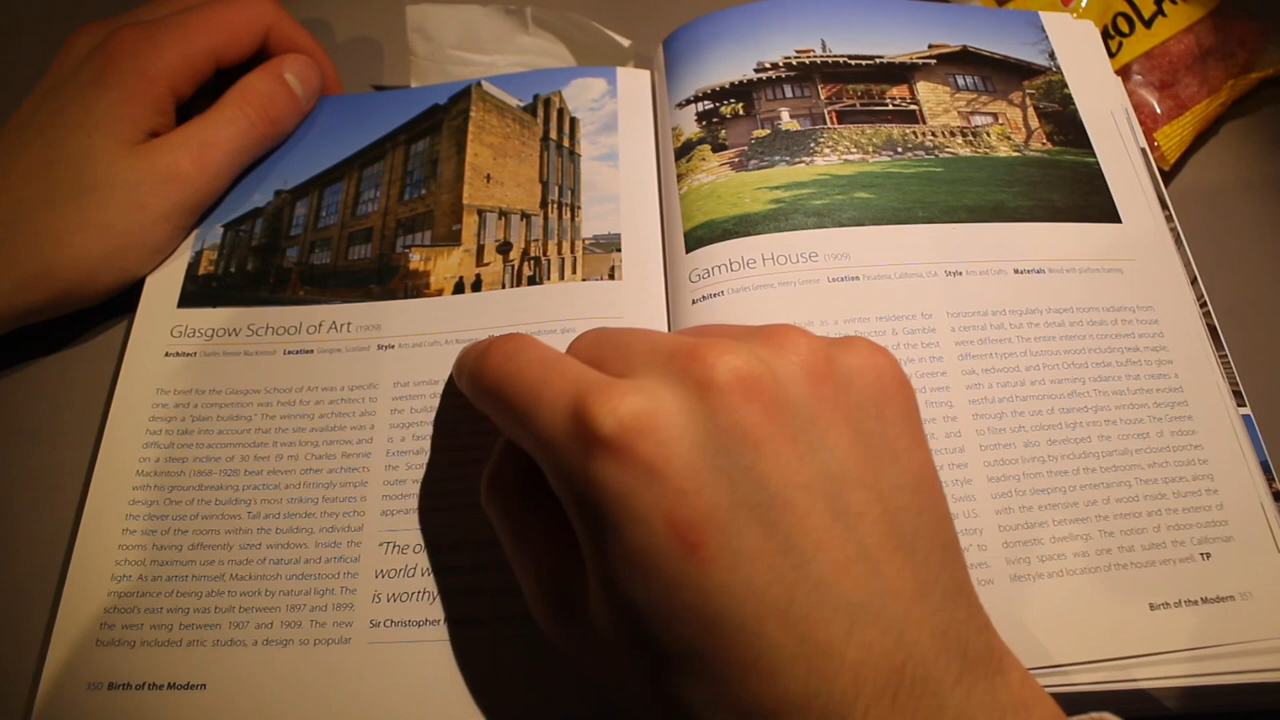 Glasgow School of Art (1909)
Architect Charles Rennie Mackintosh Location Glasgow, Scotland Style Arts and Crafts, Art
The brief for the Glasgow School of Art was a specific
one, and a competition was held for an architect to
design a "plain building." The winning architect also
had to take into account that the site available was a
difficult one to accommodate. It was long, narrow, and
on a steep incline of 30 feet (9 m). Charles Rennie
Mackintosh (1868–1928) beat eleven other architects
with his groundbreaking, practical, and fittingly simple
design. One of the building's most striking features is
the clever use of windows. Tall and slender, they echo
the size of the rooms within the building, individual
rooms having differently sized windows. Inside the
school, maximum use is made of natural and artificial
light. As an artist himself, Mackintosh understood the
importance of being able to work by natural light. The
school's east wing was built between 1897 and 1899,
the west wing between 1907 and 1909. The new
building included attic studios, a design so popular
that similar
western
the
is a
Externally
the
outer
modern
"The
world
is worthy
Sir Christopher
350 Birth of the Modern
Gamble House (1909)
Architect Charles Greene, Henry Greene Location Pasadena, California, USA Style Arts and Crafts Materials Wood with platform framing
built as a winter residence for
Proctor & Gamble
of the best
style in the
Greene
were
fitting,
the
and
their
style
Swiss
U.S.
to
low
horizontal and regularly shaped rooms radiating from
a central hall, but the detail and ideals of the house
were different. The entire interior is conceived around
different types of lustrous wood including teak, maple,
oak, redwood, and Port Orford cedar, buffed to glow
with a natural and warming radiance that creates a
restful and harmonious effect. This was further evoked
through the use of stained-glass windows designed
to filter soft, colored light into the house. The Greene
brothers also developed the concept of indoor-
outdoor living, by including partially enclosed porches
leading from three of the bedrooms, which could be
used for sleeping or entertaining. These spaces, along
with the extensive use of wood inside, blurred the
boundaries between the interior and the exterior of
domestic dwellings. The notion of indoor-outdoor
living spaces was one that suited the Californian
lifestyle and location of the house very well. TP
Birth of the Modern 351